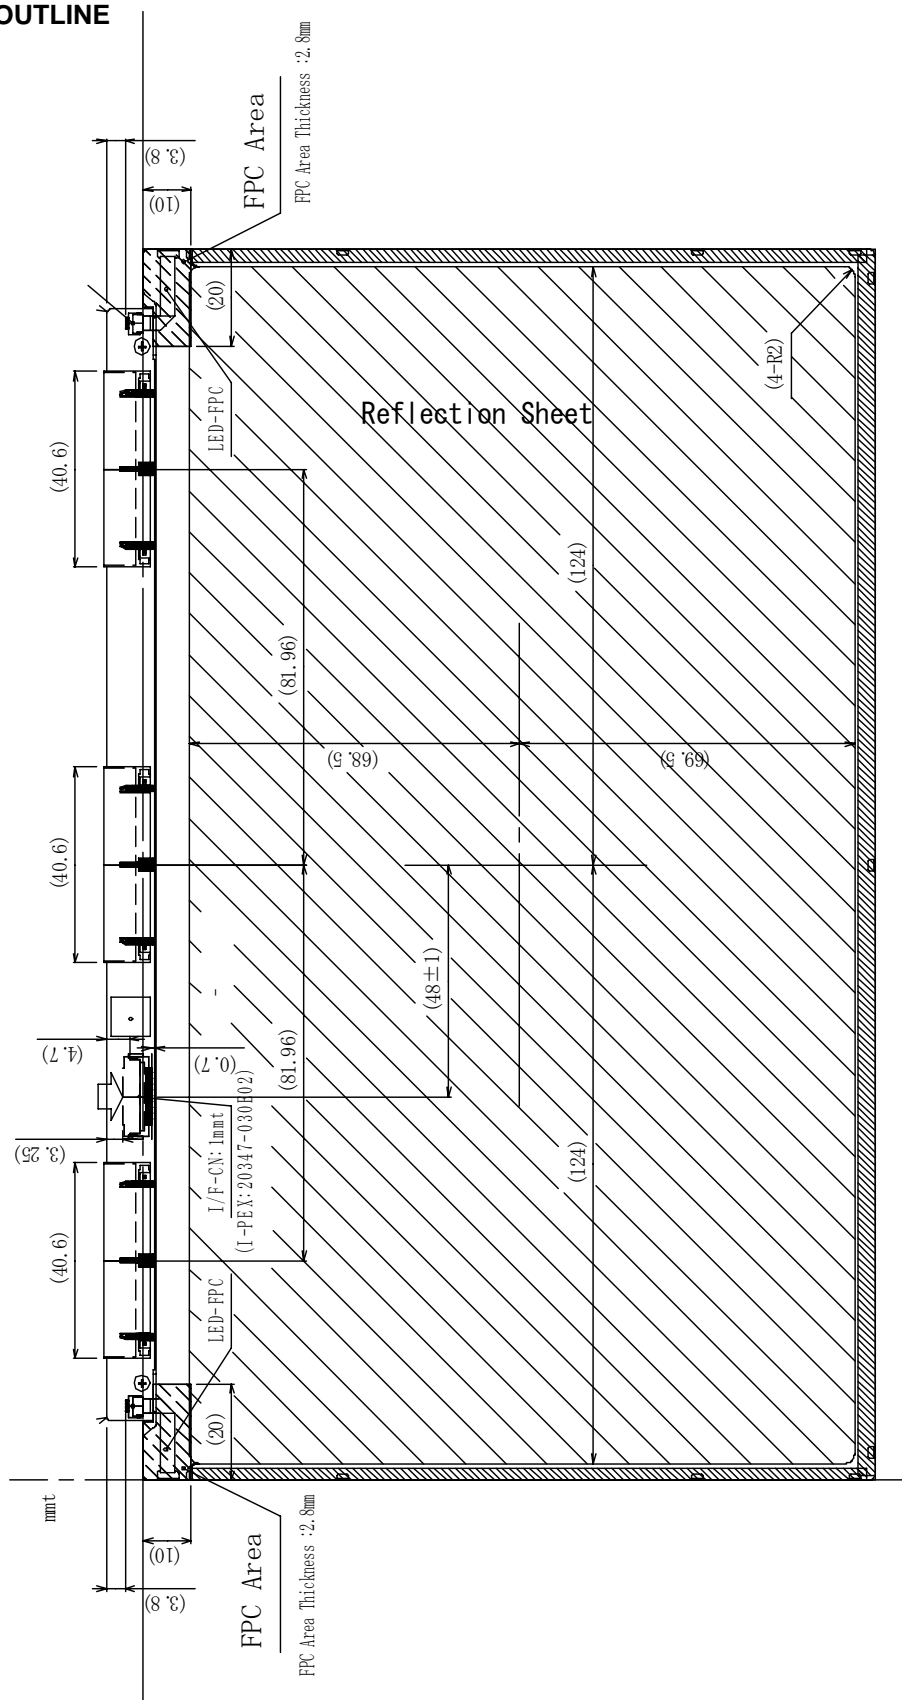 OUTLINE
FPC Area
FPC Area Thickness :2.8mm
(3.8)
(10)
(20)
(4-R2)
LED-FPC
Reflection Sheet
(40.6)
(124)
(81.96)
(68.5)
(69.5)
(40.6)
(48±1)
(4.7)
(0.7)
(81.96)
(3.25)
I/F-CN:1mmt
(I-PEX:20347-030E02)
(124)
(40.6)
LED-FPC
(20)
mmt
(10)
(3.8)
FPC Area
FPC Area Thickness :2.8mm